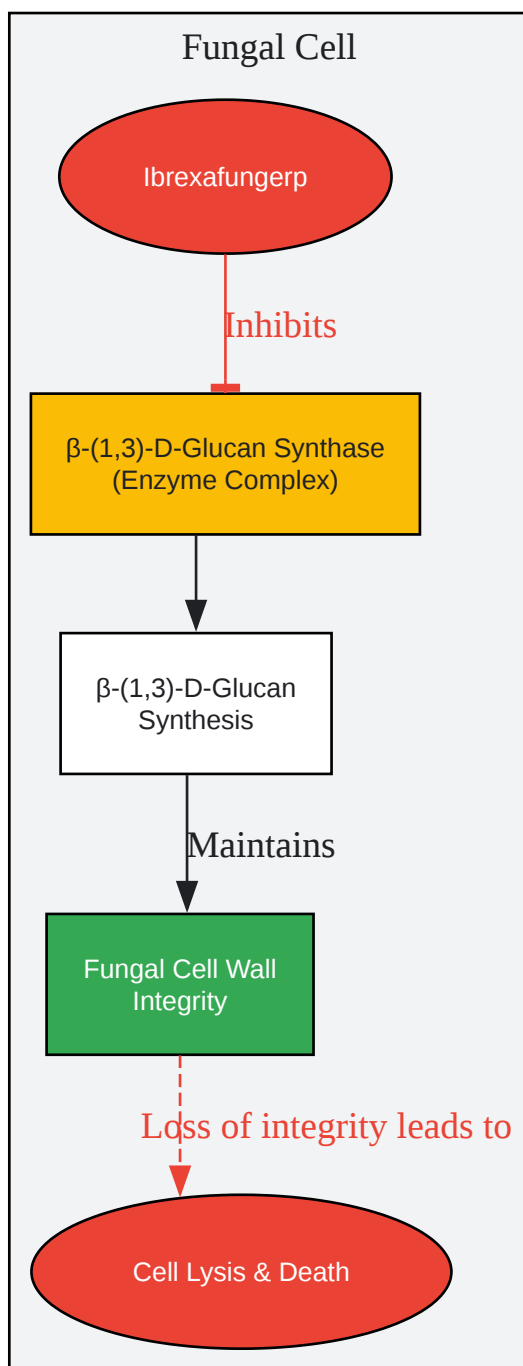 Fungal Cell
Ibrexafungerp
Inhibits
β-(1,3)-D-Glucan Synthase
(Enzyme Complex)
β-(1,3)-D-Glucan
Synthesis
Maintains
Fungal Cell Wall
Integrity
Loss of integrity leads to
Cell Lysis & Death